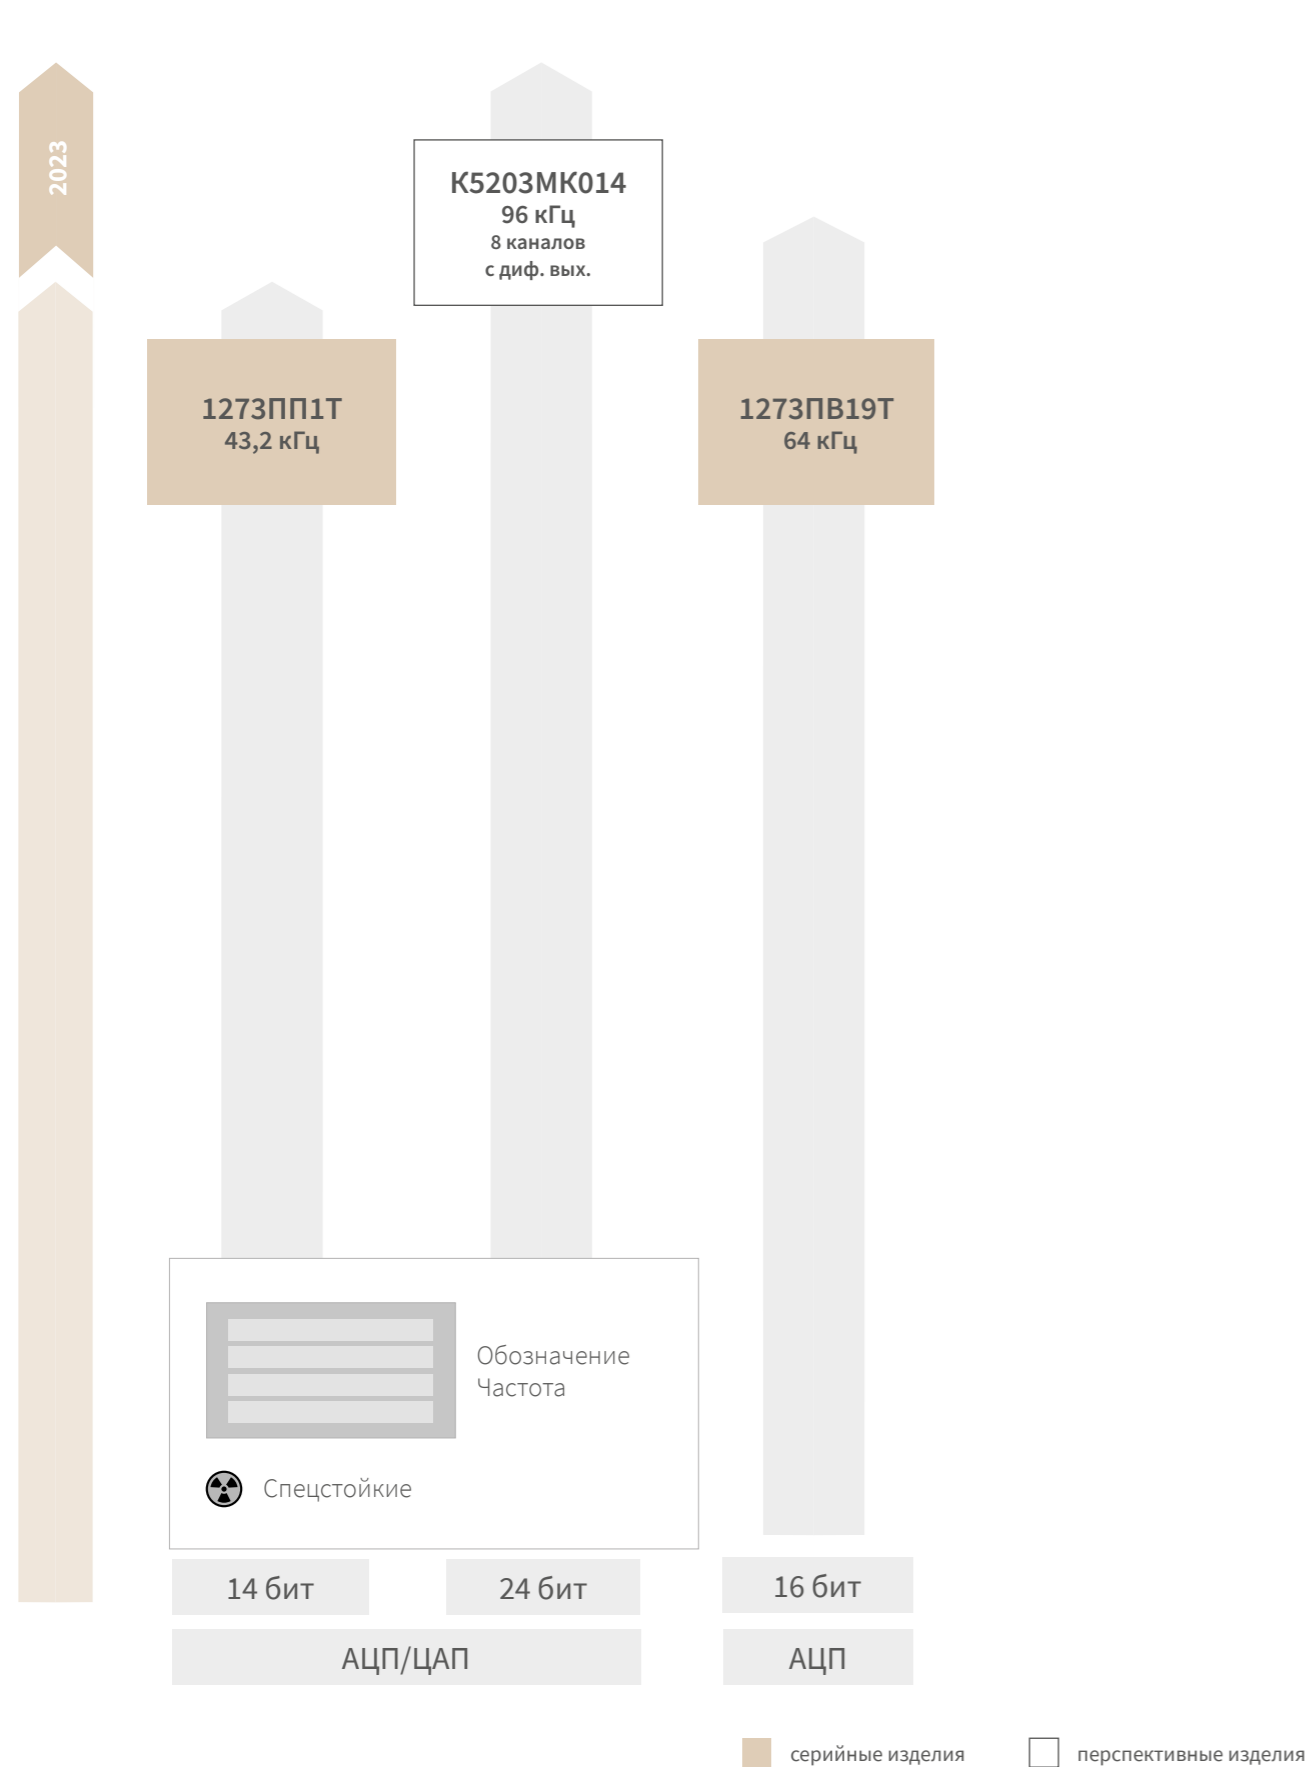 2023
К5203МК014
96 кГц
8 каналов
с диф. вых.
1273ПП1Т
43,2 кГц
1273ПВ19Т
64 кГц
Обозначение
Частота
Спецстойкие
14 бит
24 бит
16 бит
АЦП/ЦАП
АЦП
серийные изделия
перспективные изделия